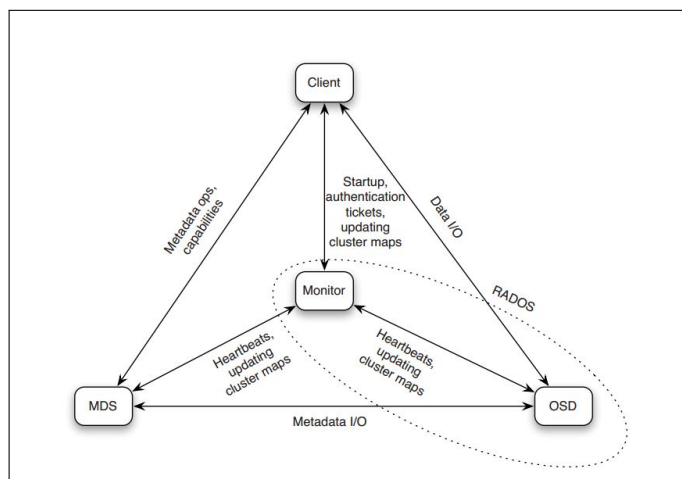 Client
Metadata ops,
capabilities
Startup,
authentication
tickets,
updating
cluster maps
Data I/O
RADOS
Monitor
Heartbeats,
updating
cluster maps
Heartbeats,
updating
cluster maps
MDS
OSD
Metadata I/O